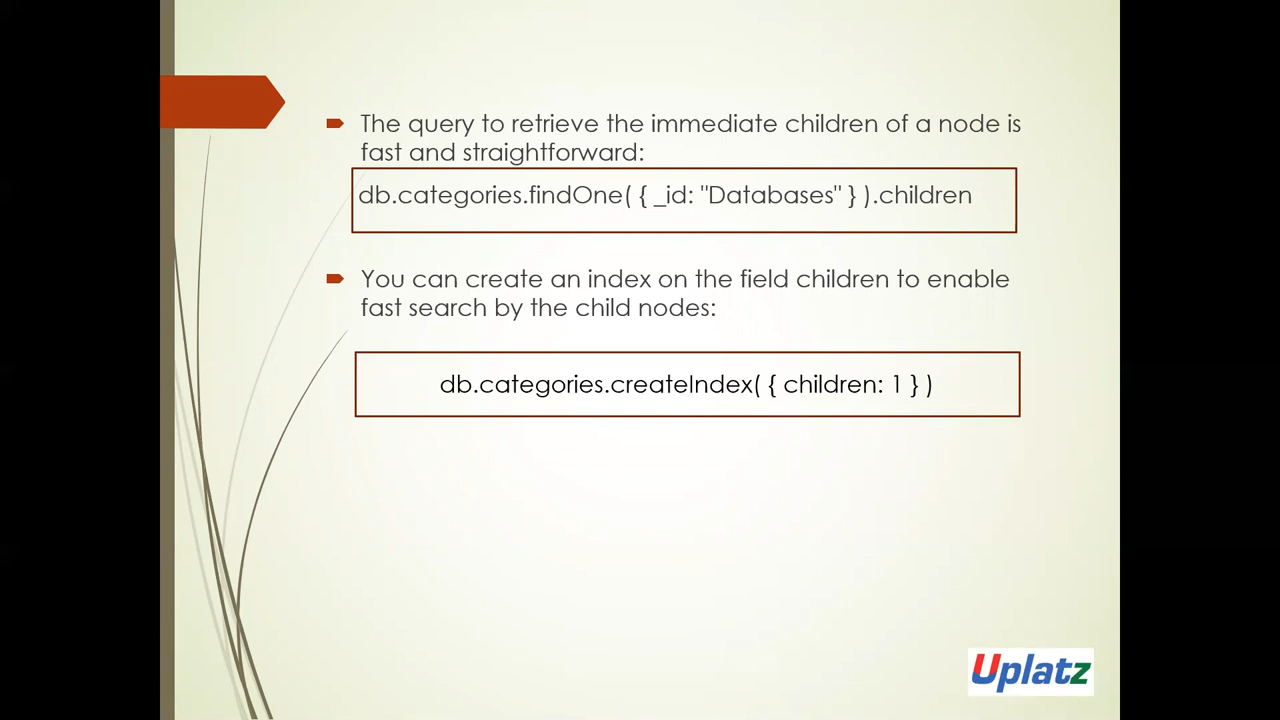 The query to retrieve the immediate children of a node is
fast and straightforward:
db.categories.findOne( { _id: "Databases" } ).children
You can create an index on the field children to enable
fast search by the child nodes:
db.categories.createIndex( { children: 1 } )
Uplatz